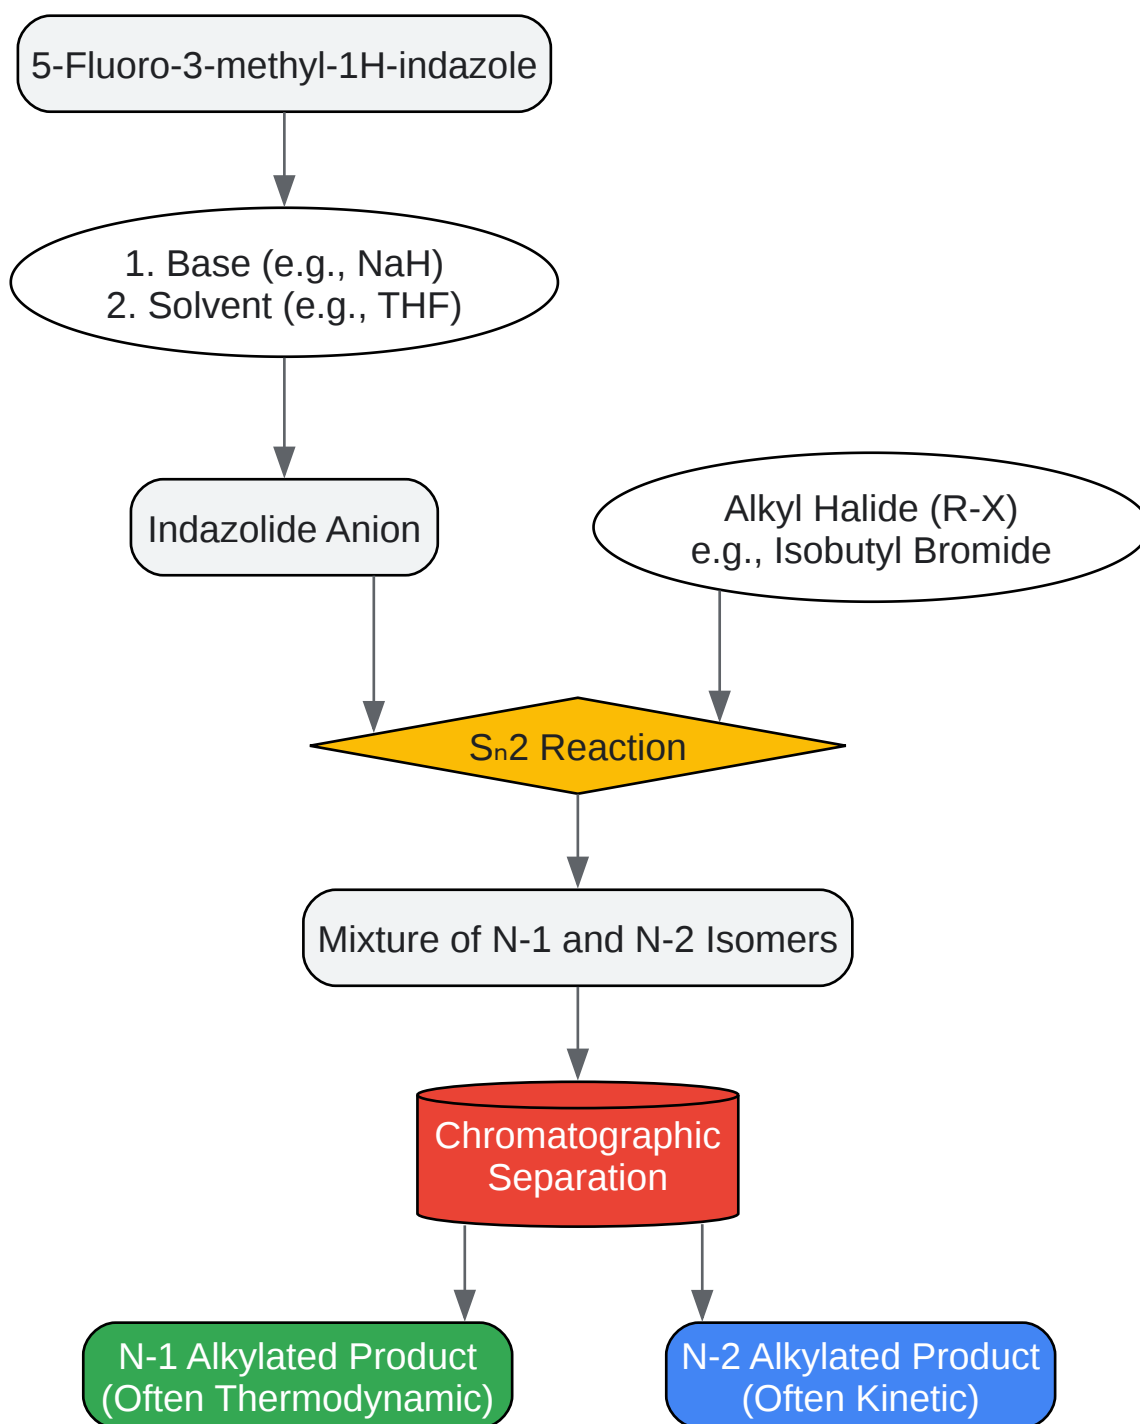 5-Fluoro-3-methyl-1H-indazole
1. Base (e.g., NaH)
2. Solvent (e.g., THF)
Indazolide Anion
Alkyl Halide (R-X)
e.g., Isobutyl Bromide
Sₙ2 Reaction
Mixture of N-1 and N-2 Isomers
Chromatographic
Separation
N-1 Alkylated Product
(Often Thermodynamic)
N-2 Alkylated Product
(Often Kinetic)